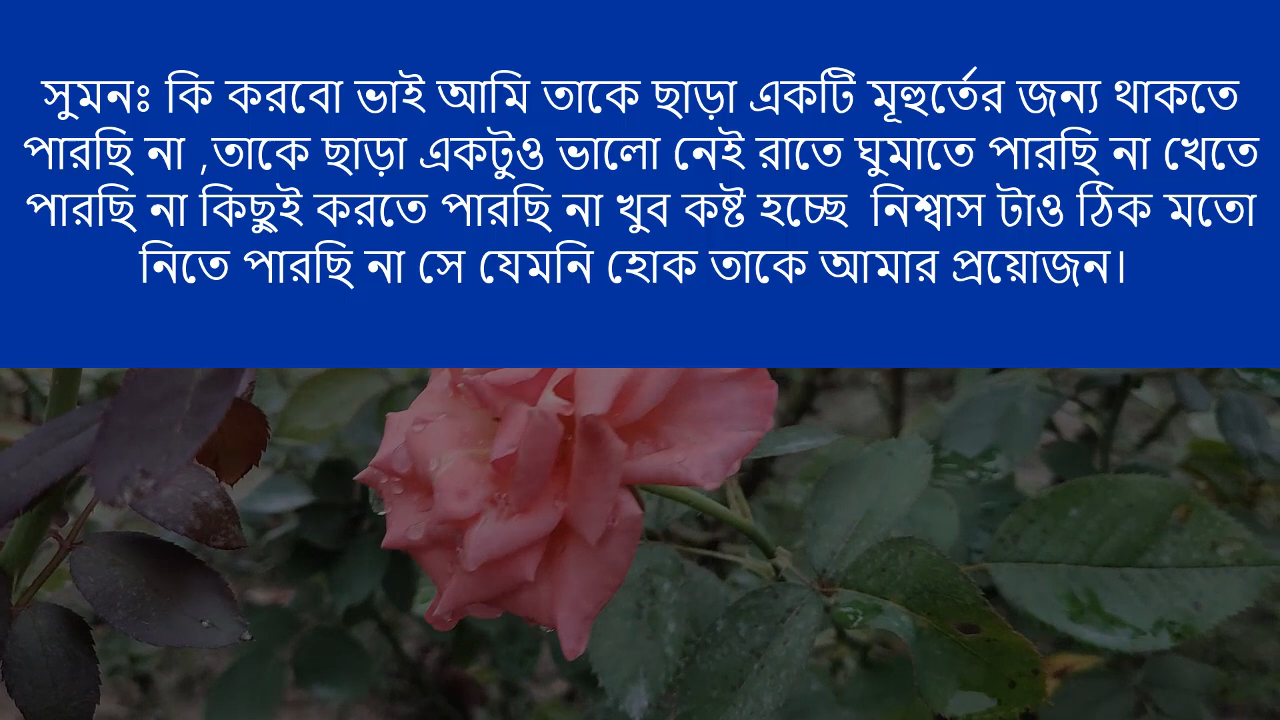 সুমনঃ কি করবো ভাই আমি তাকে ছাড়া একটি মূহুর্তের জন্য থাকতে
পারছি না ,তাকে ছাড়া একটুও ভালো নেই রাতে ঘুমাতে পারছি না খেতে
পারছি না কিছুই করতে পারছি না খুব কষ্ট হচ্ছে  নিশ্বাস টাও ঠিক মতো
নিতে পারছি না সে যেমনি হোক তাকে আমার প্রয়োজন।